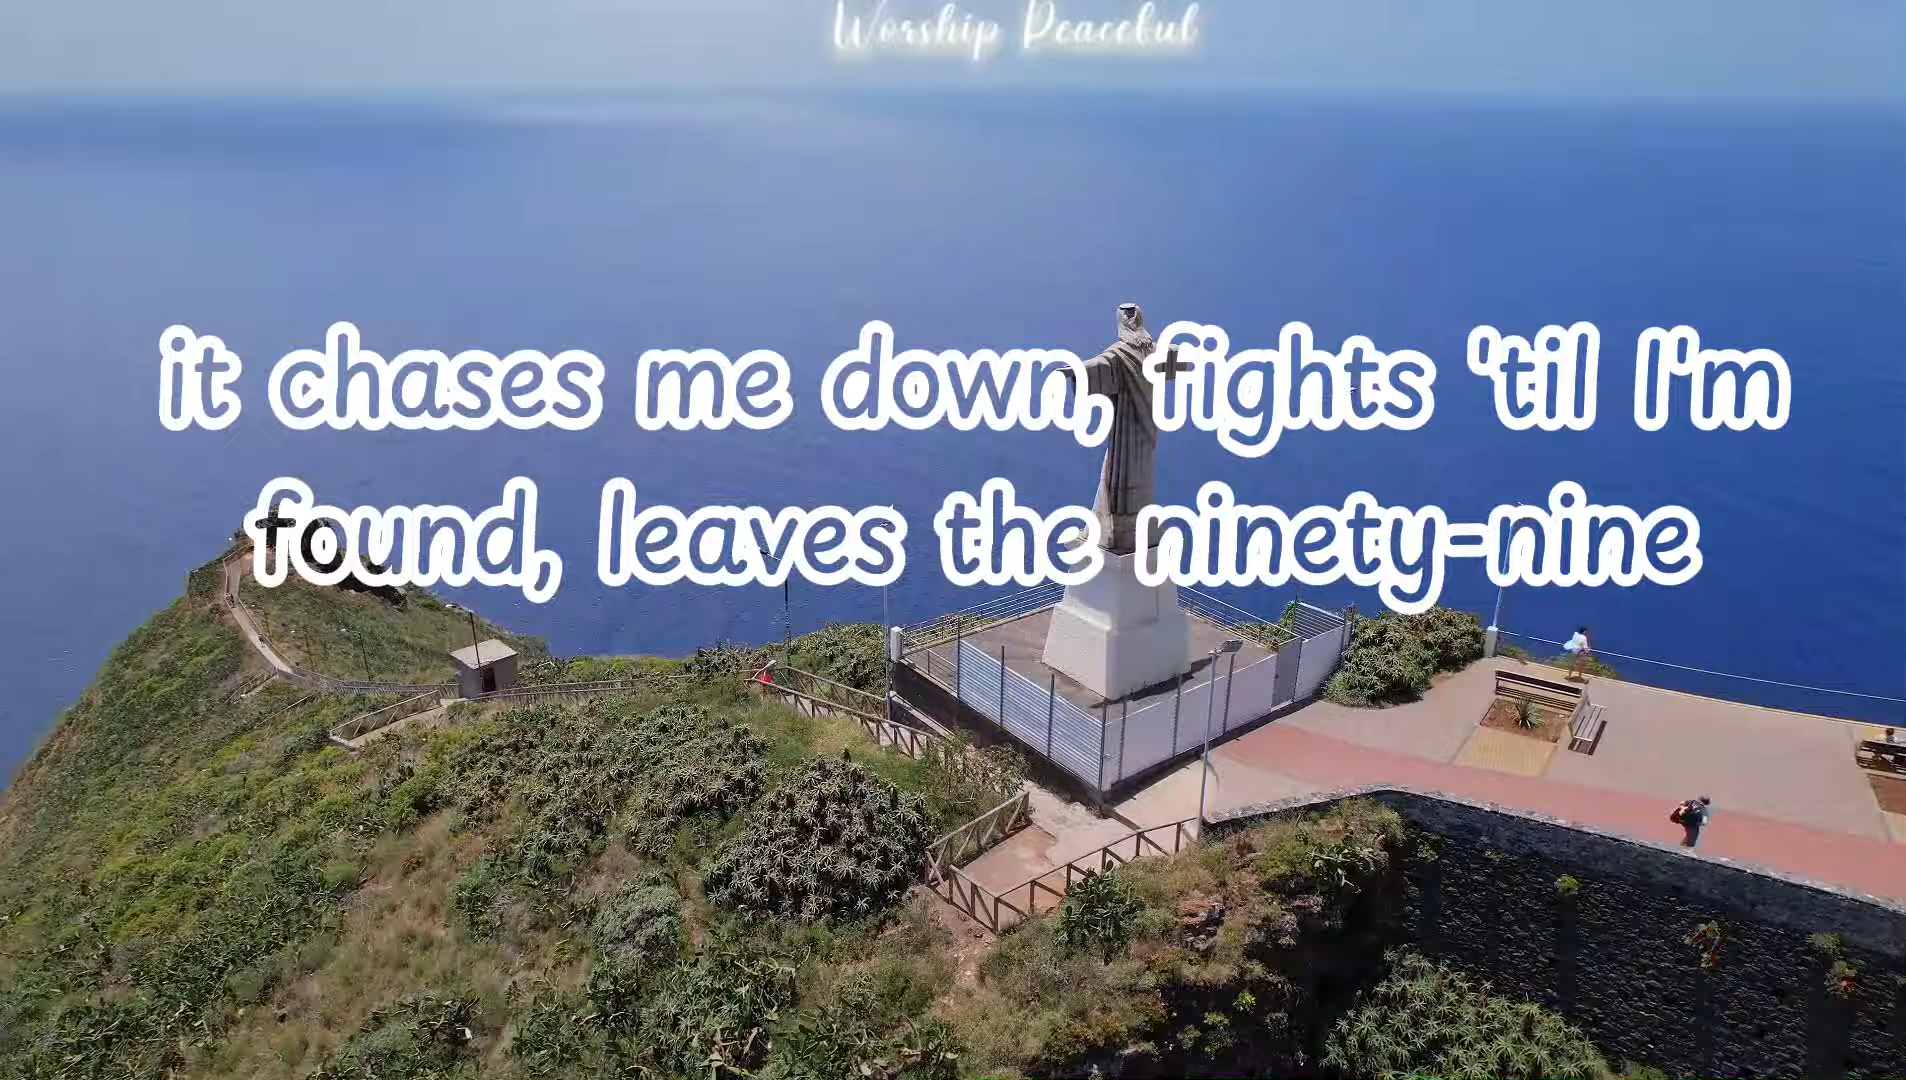 Worship Peaceful
it chases me down, fights 'til I'm
found, leaves the ninety-nine